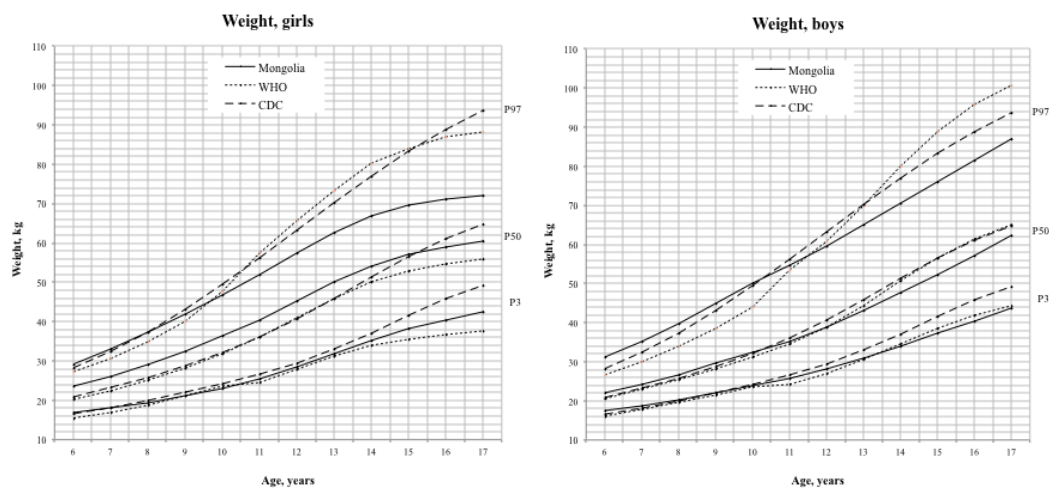 Weight, girls
110
100
90
80
70
60
50
40
30
20
10
Weight, kg
Mongolia
WHO
CDC
P97
P50
P3
6 7 8 9 10 11 12 13 14 15 16 17
Age, years
Weight, boys
110
100
90
80
70
60
50
40
30
20
10
Weight, kg
Mongolia
WHO
CDC
P97
P50
P3
6 7 8 9 10 11 12 13 14 15 16 17
Age, years